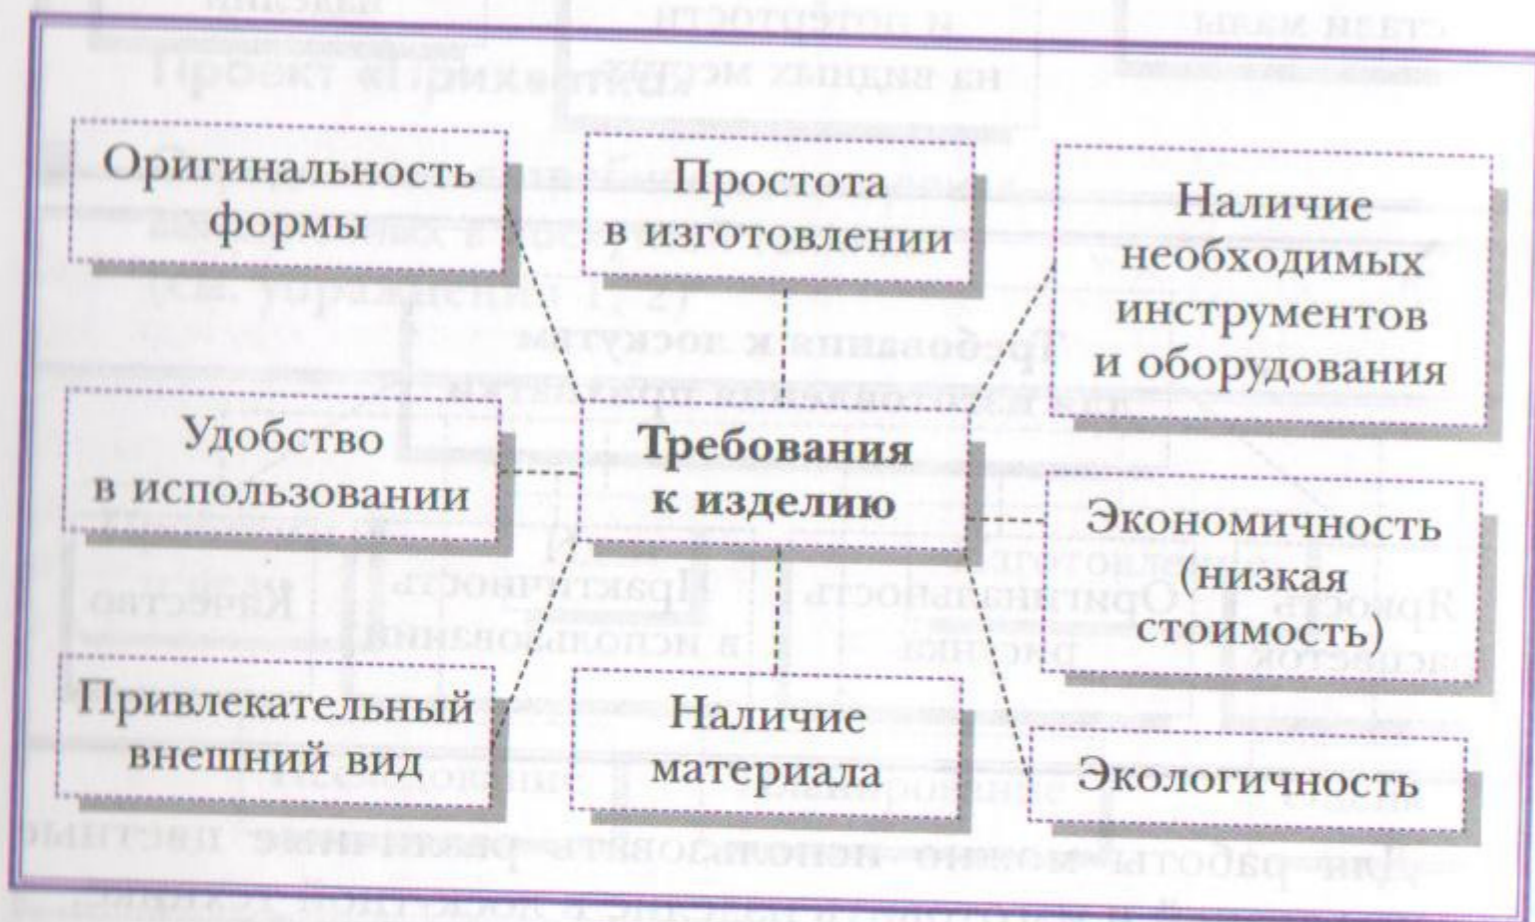 Оригинальность
формы
Простота
в изготовлении
Наличие
необходимых
инструментов
и оборудования
Удобство
в использовании
Требования
к изделию
Экономичность
(низкая
стоимость)
Привлекательный
внешний вид
Наличие
материала
Экологичность